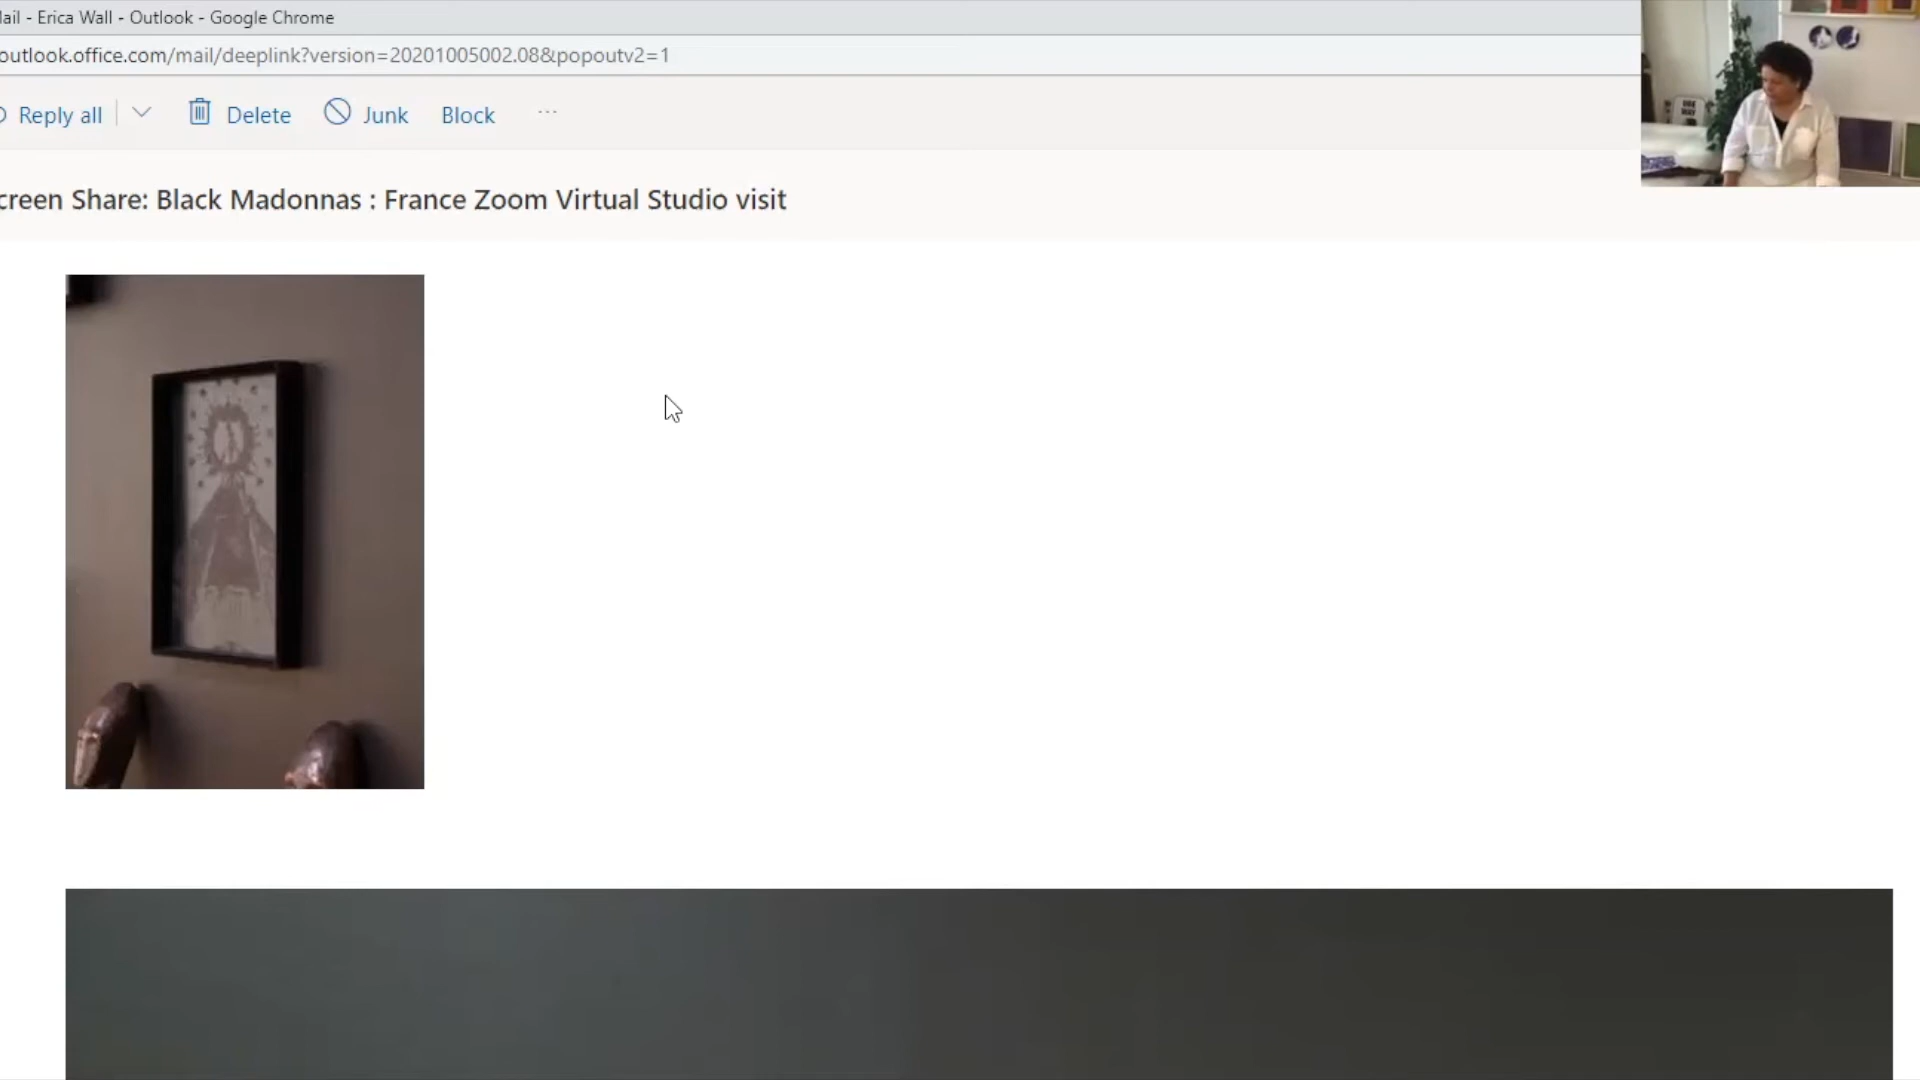 ail - Erica Wall - Outlook - Google Chrome
outlook.office.com/mail/deeplink?version=20201005002.08&popoutv2=1
Reply all
Delete
Junk
Block
...
creen Share: Black Madonnas : France Zoom Virtual Studio visit